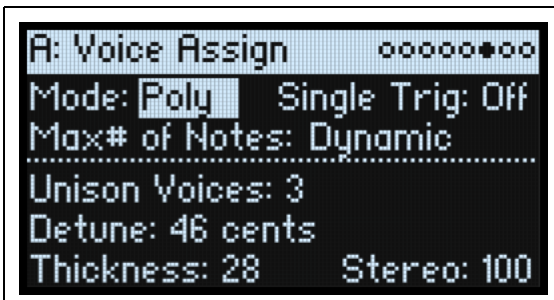 A: Voice Assign
Mode: Poly Single Trig: Off
Max# of Notes: Dynamic
Unison Voices: 3
Detune: 46 cents
Thickness: 28 Stereo: 100